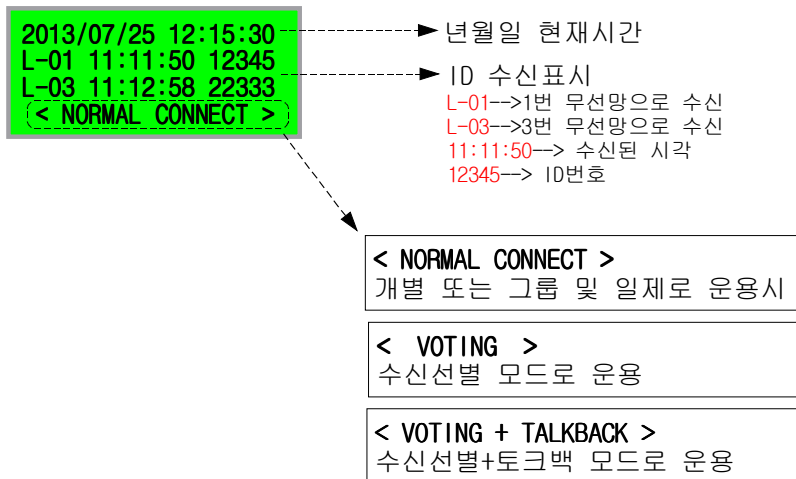 2013/07/25 12:15:30
년월일 현재시간
L-01 11:11:50 12345
L-03 11:12:58 22333
< NORMAL CONNECT >
ID 수신표시
L-01-->1번 무선망으로 수신
L-03-->3번 무선망으로 수신
11:11:50--> 수신된 시각
12345--> ID번호
< NORMAL CONNECT >
개별 또는 그룹 및 일제로 운용시
< VOTING >
수신선별 모드로 운용
< VOTING + TALKBACK >
수신선별+토크백 모드로 운용